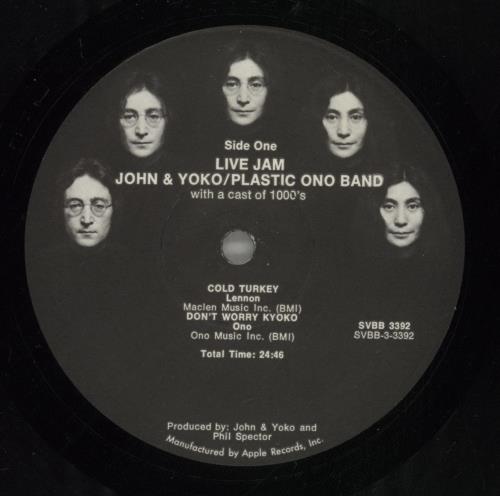 Side One
LIVE JAM
JOHN & YOKO/PLASTIC ONO BAND
with a cast of 1000's
COLD TURKEY
Lennon
Maclen Music Inc. (BMI)
DON'T WORRY KYOKO
Ono
Ono Music Inc. (BMI)
Total Time: 24:46
SVBB 3392
SVBB-3-3392
Produced by: John & Yoko and
Phil Spector
Manufactured by Apple Records, Inc.